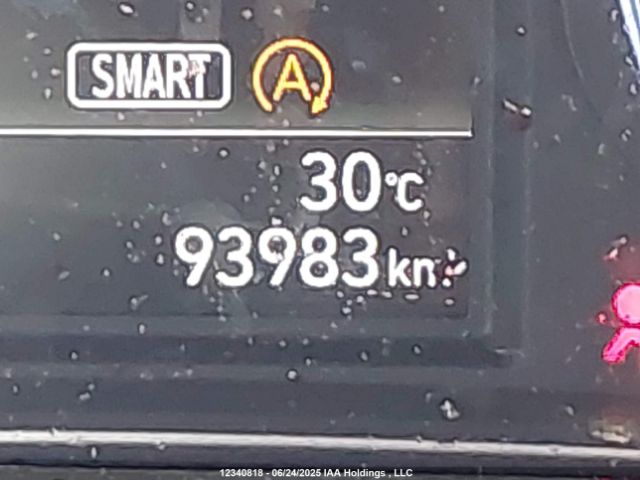 SMART A
30°C
93983 km
12340818 - 06/24/2025 IAA Holdings , LLC